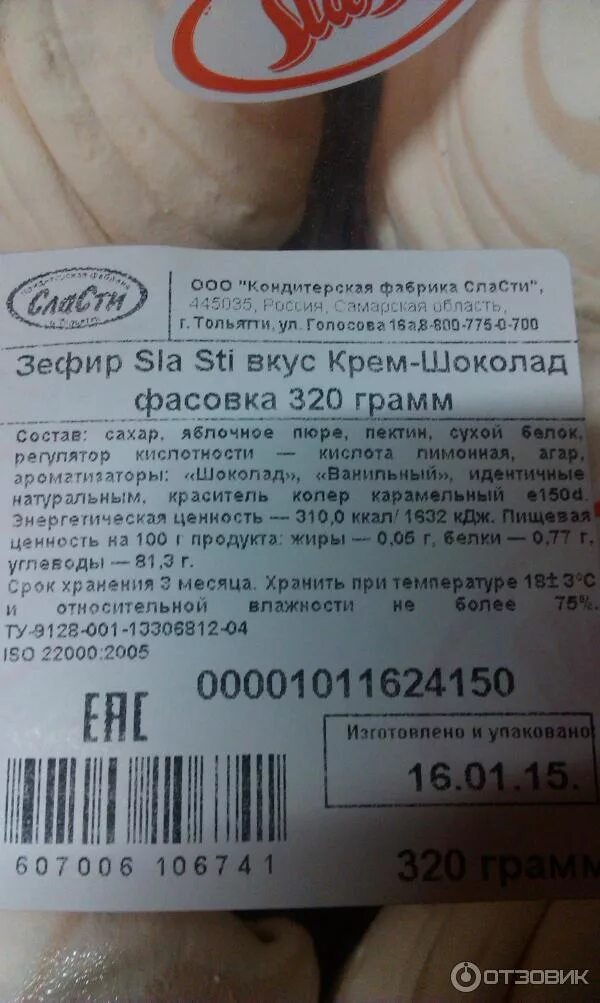 Sla
Кондитерская фабрика
СлаСти
ООО "Кондитерская фабрика СлаСти",
445035, Россия, Самарская область,
г. Тольятти, ул. Голосова 16а,8-800-775-0-700
Зефир Sla Sti вкус Крем-Шоколад
фасовка 320 грамм
Состав: сахар, яблочное пюре, пектин, сухой белок,
регулятор кислотности — кислота лимонная, агар,
ароматизаторы: «Шоколад», «Ванильный», идентичные
натуральным, краситель колер карамельный e150d.
Энергетическая ценность — 310,0 ккал/ 1632 кДж. Пищевая
ценность на 100 г продукта: жиры — 0,05 г, белки — 0,77 г,
углеводы — 81,3 г.
Срок хранения 3 месяца. Хранить при температуре 18± 3°С
и относительной влажности не более 75%.
ТУ-9128-001-13306812-04
ISO 22000:2005
00001011624150
EAC
Изготовлено и упаковано
16.01.15.
607006 106741
320 грамм
ОТЗОВИК